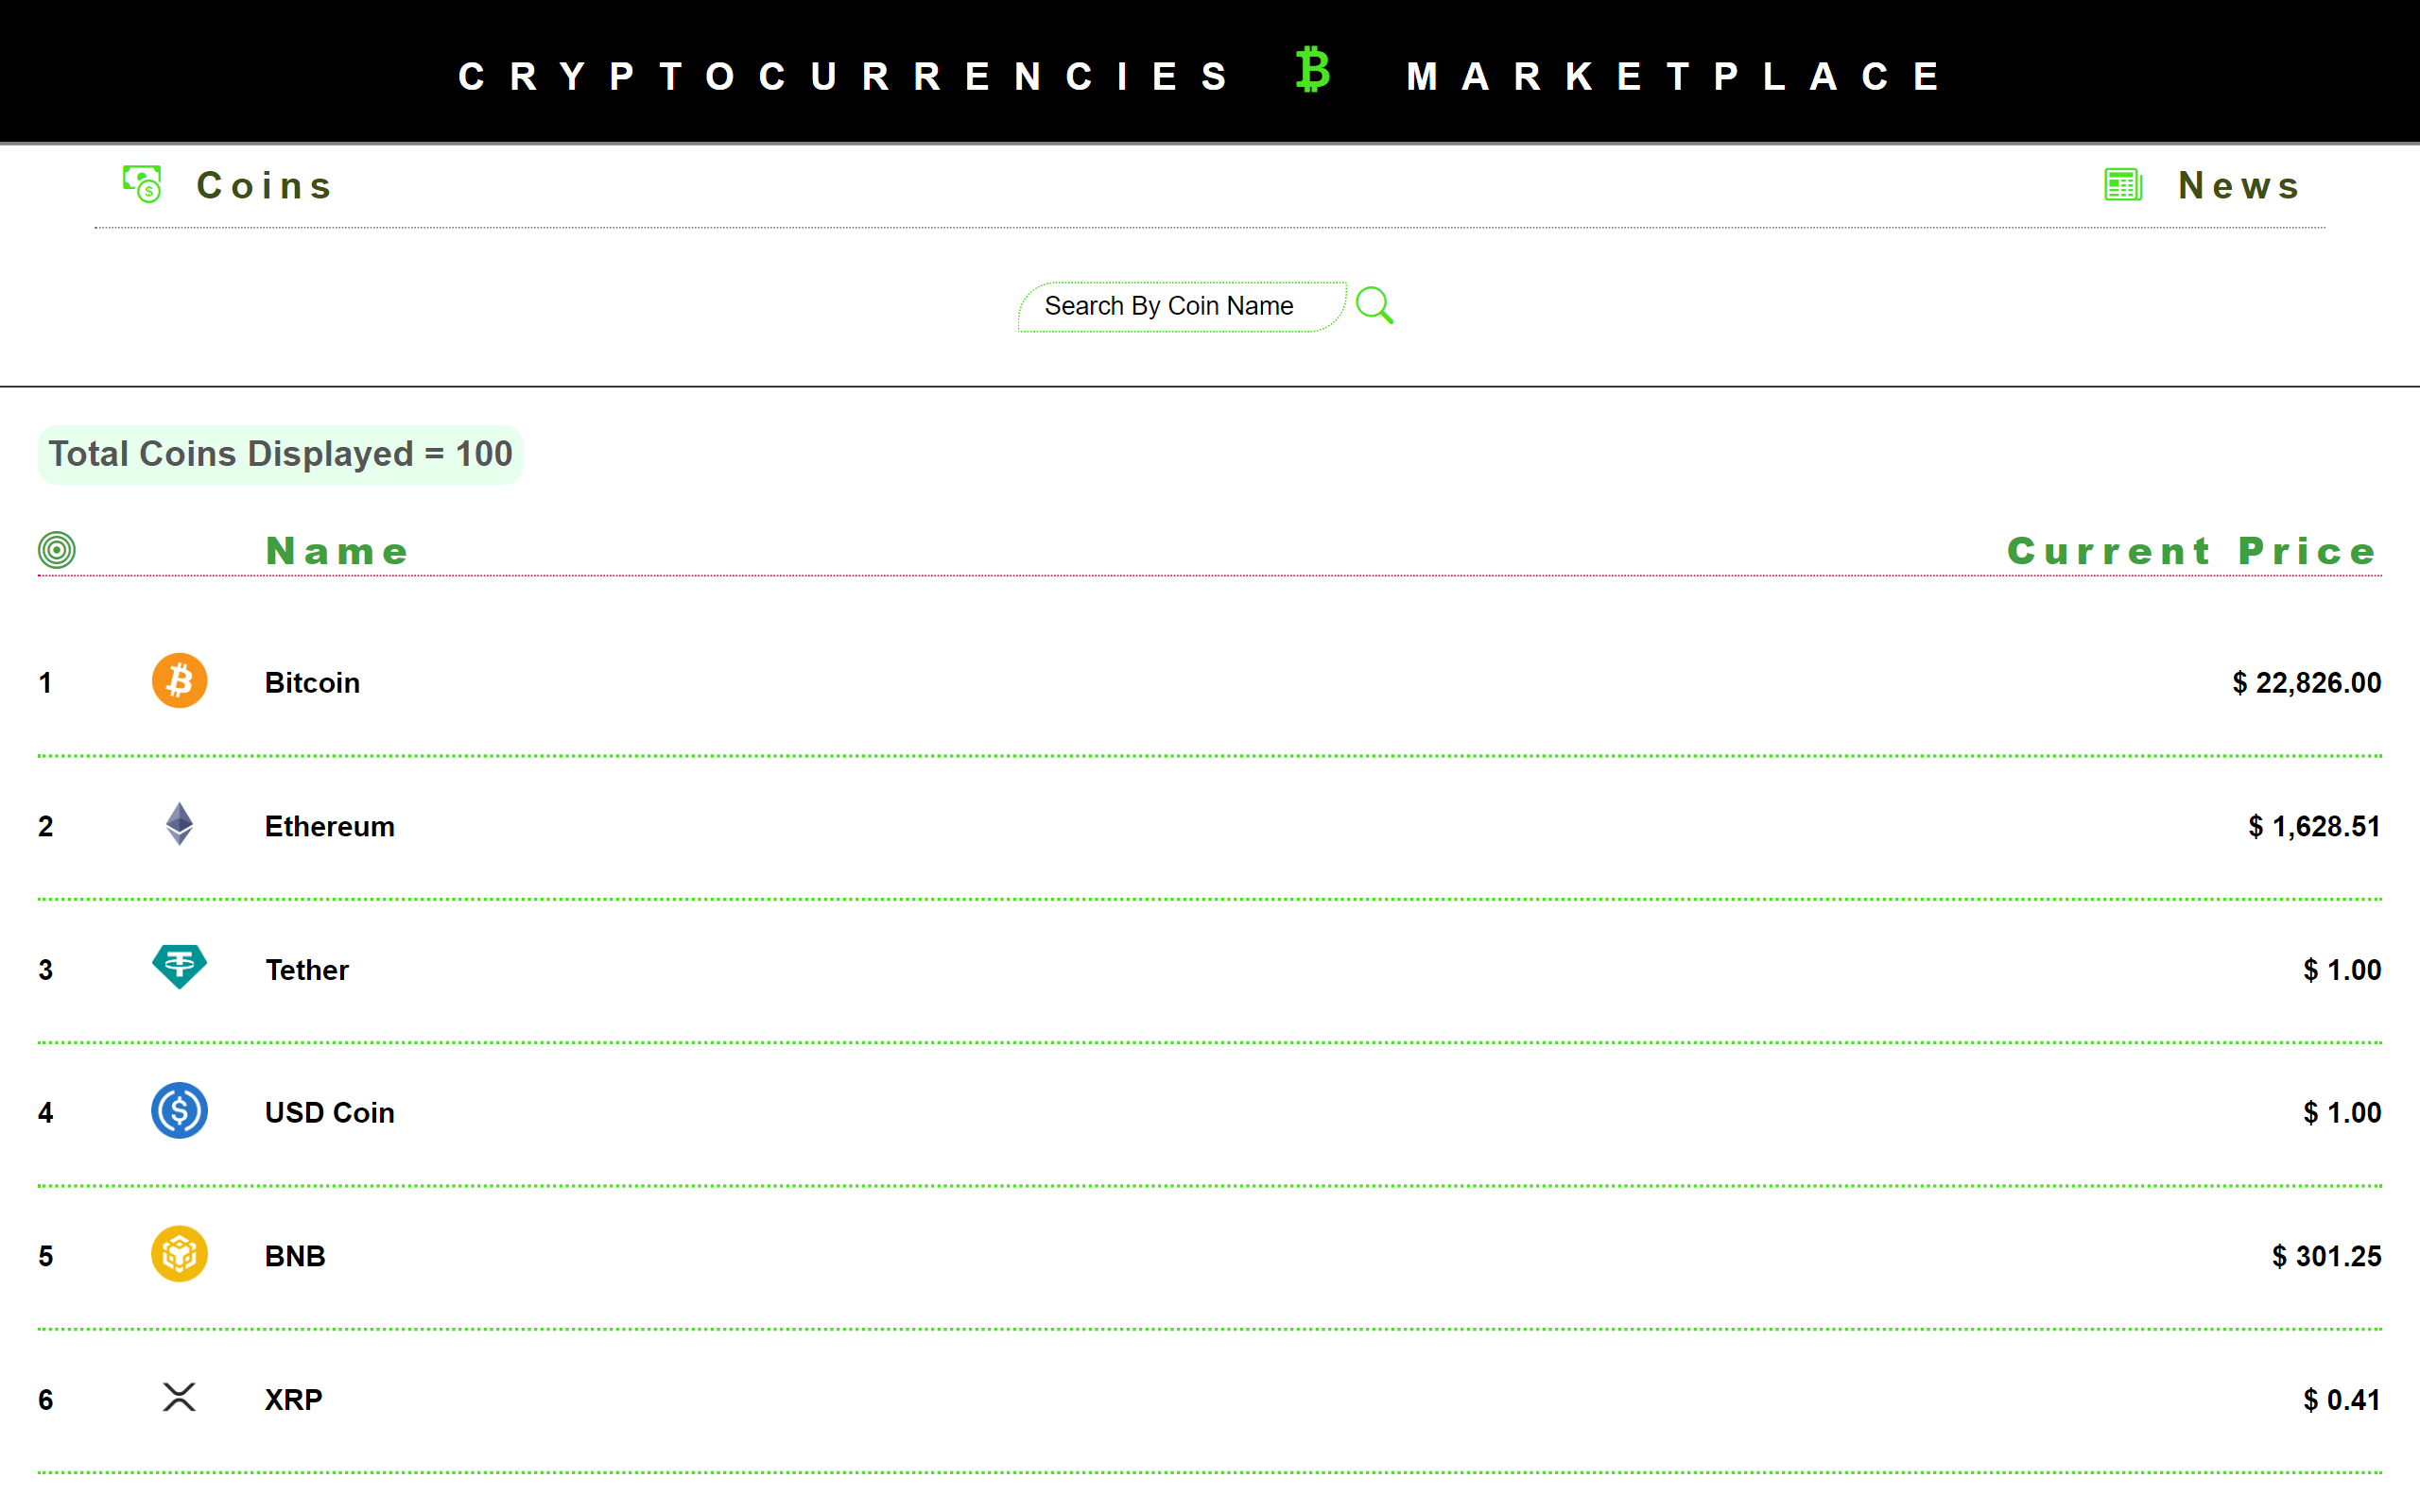 CRYPTOCURRENCIES ₿ MARKETPLACE
Coins
News
Search By Coin Name
Total Coins Displayed = 100
Name
Current Price
1 Bitcoin $ 22,826.00
2 Ethereum $ 1,628.51
3 Tether $ 1.00
4 USD Coin $ 1.00
5 BNB $ 301.25
6 XRP $ 0.41